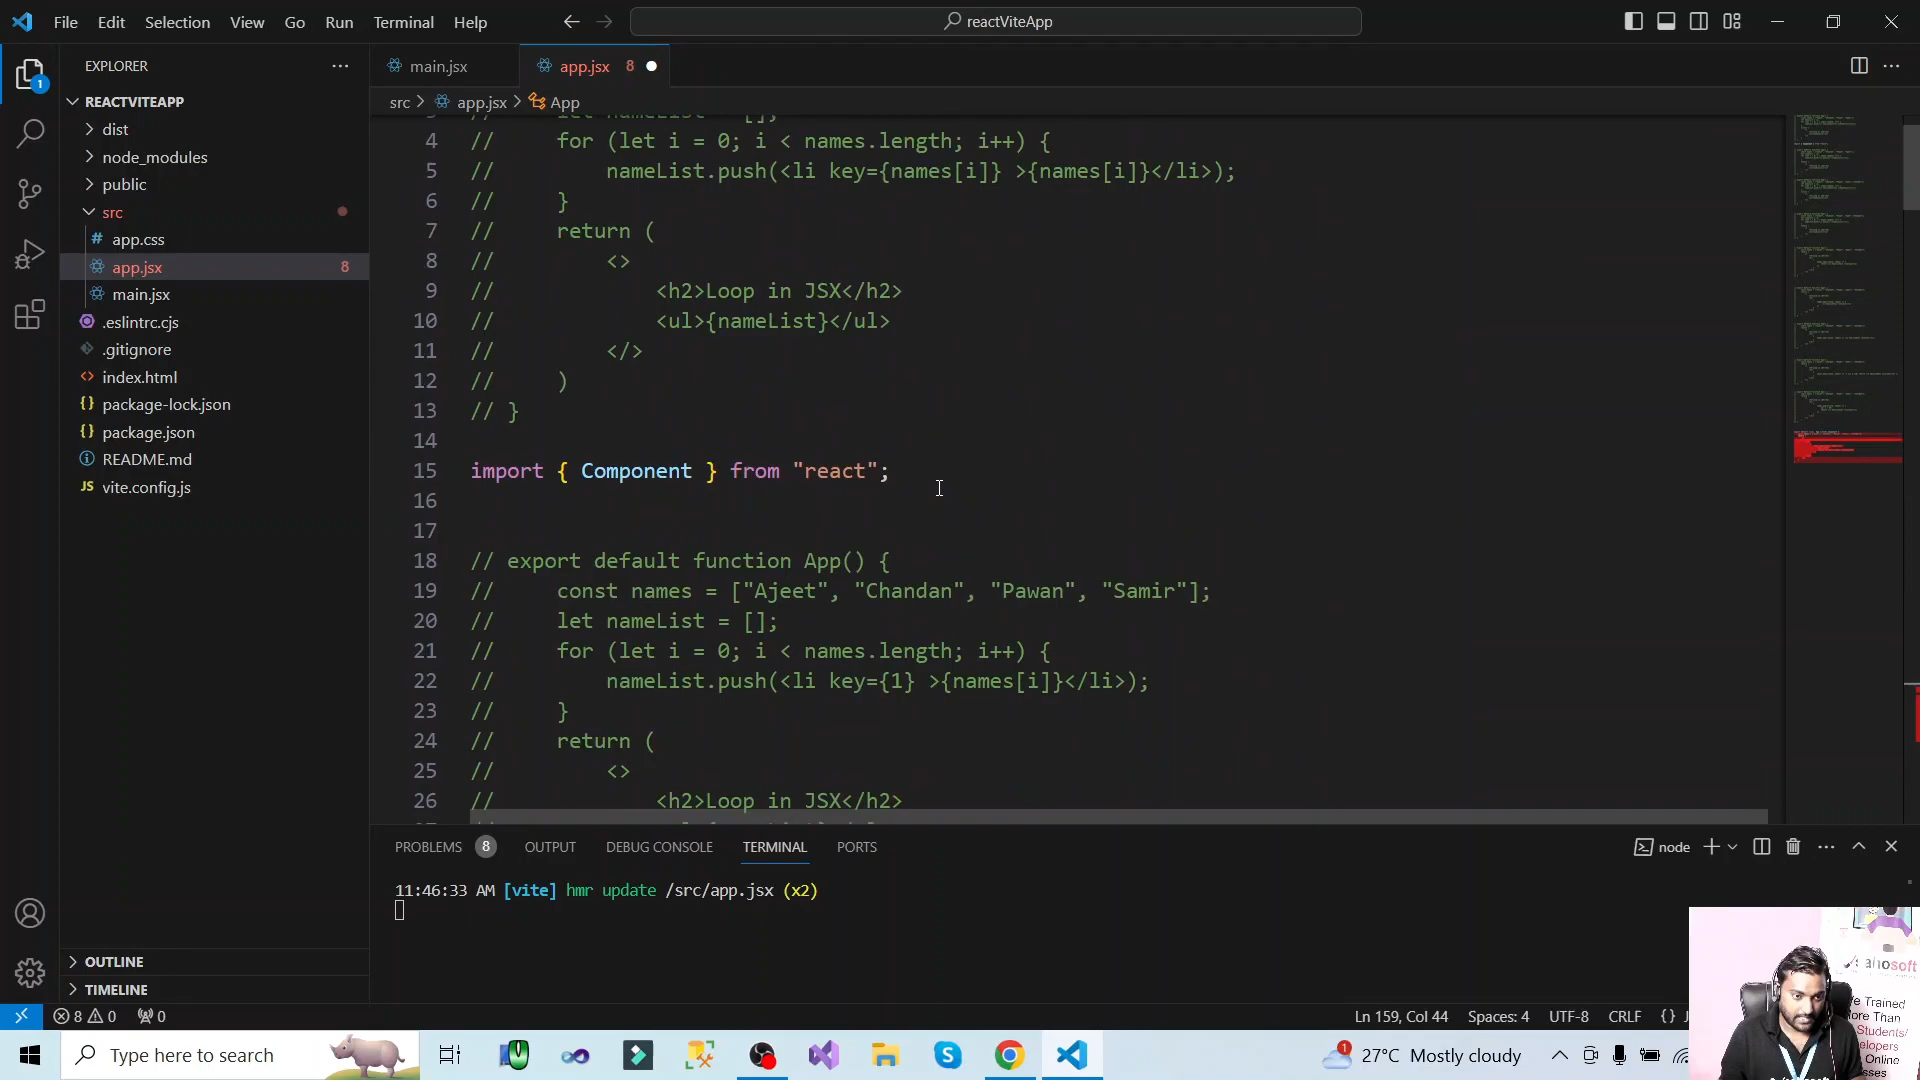 File Edit Selection View Go Run Terminal Help
reactViteApp
EXPLORER
REACTVITEAPP
dist
node_modules
public
src
app.css
app.jsx 8
main.jsx
.eslintrc.cjs
.gitignore
index.html
package-lock.json
package.json
README.md
vite.config.js
OUTLINE
TIMELINE
main.jsx
app.jsx 8
src > app.jsx > App
4 // for (let i = 0; i < names.length; i++) {
5 // nameList.push(<li key={names[i]} >{names[i]}</li>);
6 // }
7 // return (
8 // <>
9 // <h2>Loop in JSX</h2>
10 // <ul>{nameList}</ul>
11 // </>
12 // )
13 // }
14
15 import { Component } from "react";
16
17
18 // export default function App() {
19 // const names = ["Ajeet", "Chandan", "Pawan", "Samir"];
20 // let nameList = [];
21 // for (let i = 0; i < names.length; i++) {
22 // nameList.push(<li key={1} >{names[i]}</li>);
23 // }
24 // return (
25 // <>
26 // <h2>Loop in JSX</h2>
PROBLEMS 8 OUTPUT DEBUG CONSOLE TERMINAL PORTS
node
11:46:33 AM [vite] hmr update /src/app.jsx (x2)
8 0 0
Ln 159, Col 44 Spaces: 4 UTF-8 CRLF {}
Type here to search
27°C Mostly cloudy